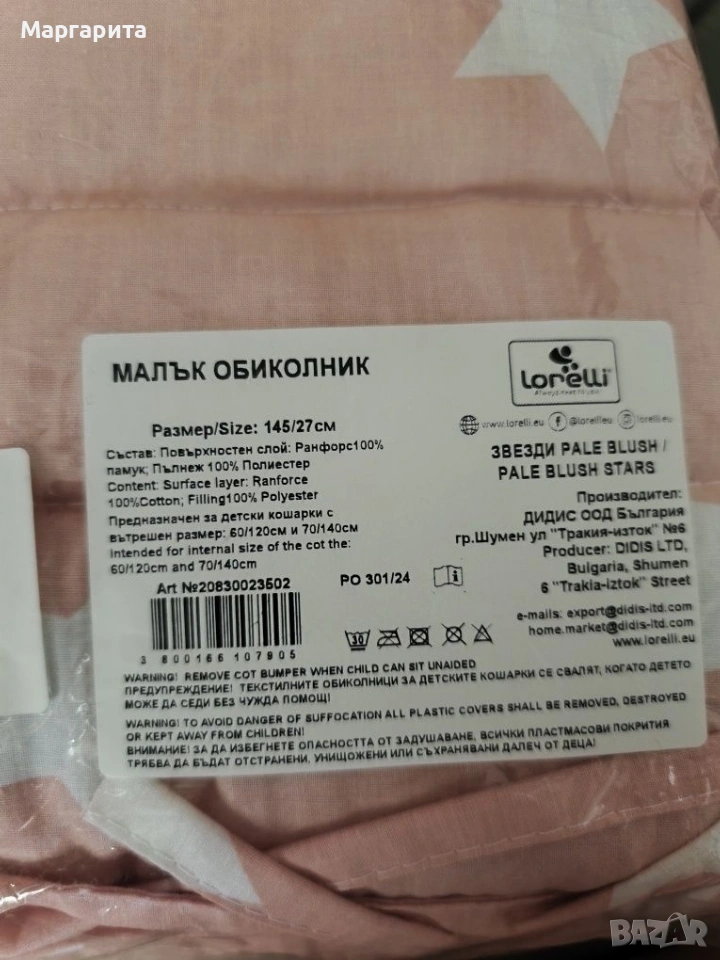 Маргарита
МАЛЪК ОБИКОЛНИК
Размер/Size: 145/27см
Състав: Повърхностен слой: Ранфорс100%
памук; Пълнеж 100% Полиестер
Content: Surface layer: Ranforce
100%Cotton; Filling100% Polyester
Предназначен за детски кошарки с
вътрешен размер: 60/120см и 70/140см
Intended for internal size of the cot the:
60/120cm and 70/140cm
Art №20830023502
PO 301/24
3 800166 107905
30
lorelli
Always next to you...
www.lorelli.eu @lorellieu lorelli.eu
ЗВЕЗДИ PALE BLUSH /
PALE BLUSH STARS
Производител:
ДИДИС ООД България
гр.Шумен ул "Тракия-изток" №6
Producer: DIDIS LTD,
Bulgaria, Shumen
6 "Trakia-iztok" Street
e-mails: export@didis-ltd.com
home.market@didis-ltd.com
www.lorelli.eu
WARNING! REMOVE COT BUMPER WHEN CHILD CAN SIT UNAIDED
ПРЕДУПРЕЖДЕНИЕ! ТЕКСТИЛНИТЕ ОБИКОЛНИЦИ ЗА ДЕТСКИТЕ КОШАРКИ СЕ СВАЛЯТ, КОГАТО ДЕТЕТО
МОЖЕ ДА СЕДИ БЕЗ ЧУЖДА ПОМОЩ!
WARNING! TO AVOID DANGER OF SUFFOCATION ALL PLASTIC COVERS SHALL BE REMOVED, DESTROYED
OR KEPT AWAY FROM CHILDREN!
ВНИМАНИЕ! ЗА ДА ИЗБЕГНЕТЕ ОПАСНОСТТА ОТ ЗАДУШАВАНЕ, ВСИЧКИ ПЛАСТМАСОВИ ПОКРИТИЯ
ТРЯБВА ДА БЪДАТ ОТСТРАНЕНИ, УНИЩОЖЕНИ ИЛИ СЪХРАНЯВАНИ ДАЛЕЧ ОТ ДЕЦА!
BAZAR